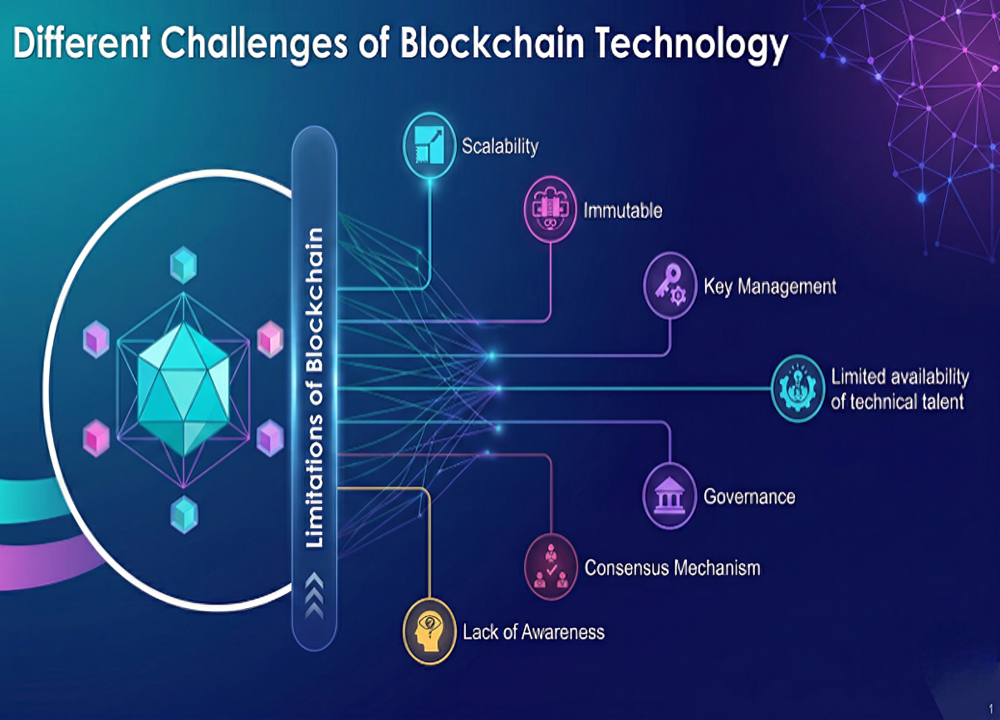 Different Challenges of Blockchain Technology
Limitations of Blockchain
Scalability
Immutable
Key Management
Limited availability
of technical talent
Governance
Consensus Mechanism
Lack of Awareness
1